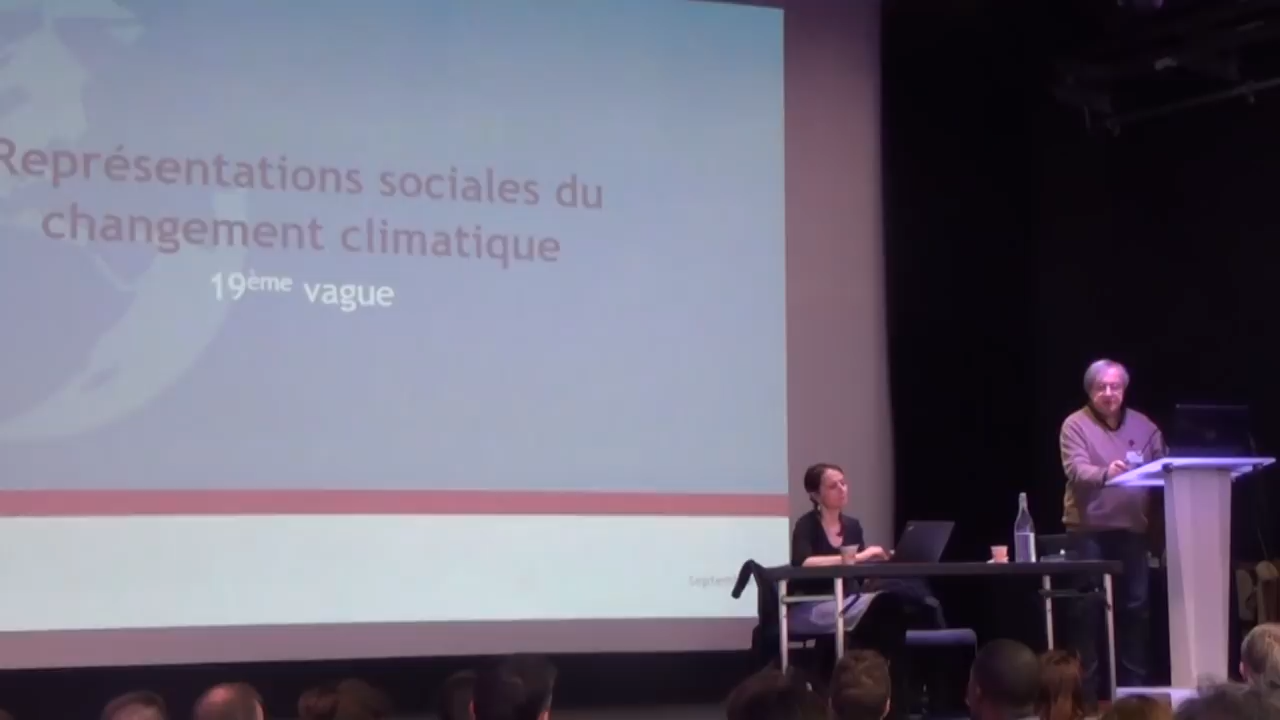 Représentations sociales du
changement climatique
19ème vague